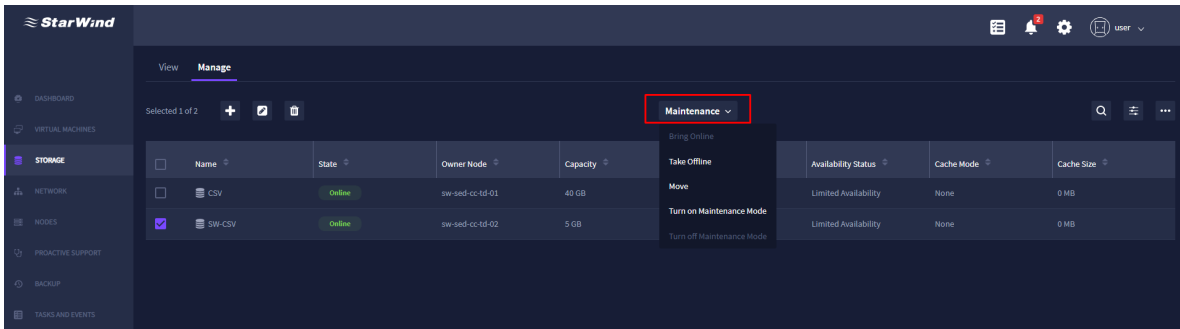 StarWind
2
user
View Manage
DASHBOARD
Selected 1 of 2
Maintenance
VIRTUAL MACHINES
Bring Online
STORAGE
Name State Owner Node Capacity Take Offline Availability Status Cache Mode Cache Size
NETWORK
CSV Online sw-sed-cc-td-01 40 GB Move Limited Availability None 0 MB
Turn on Maintenance Mode
NODES
SW-CSV Online sw-sed-cc-td-02 5 GB Limited Availability None 0 MB
Turn off Maintenance Mode
PROACTIVE SUPPORT
BACKUP
TASKS AND EVENTS